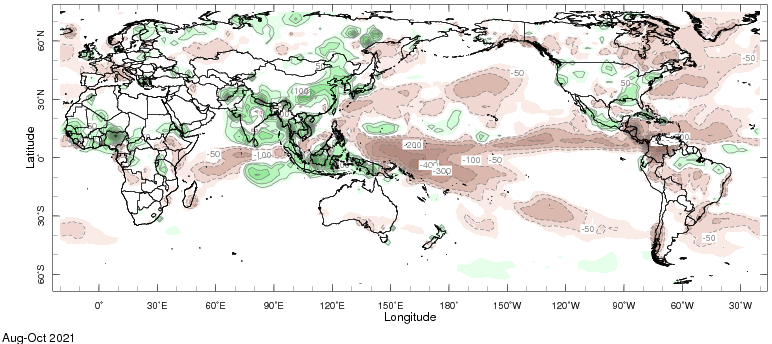 60°N
30°N
0°
30°S
60°S
Latitude
-50
-50
50
100
50
-50
-100
-200
-400
-300
-100
-50
-50
-50
0°
30°E
60°E
90°E
120°E
150°E
180°
150°W
120°W
90°W
60°W
30°W
Longitude
Aug-Oct 2021